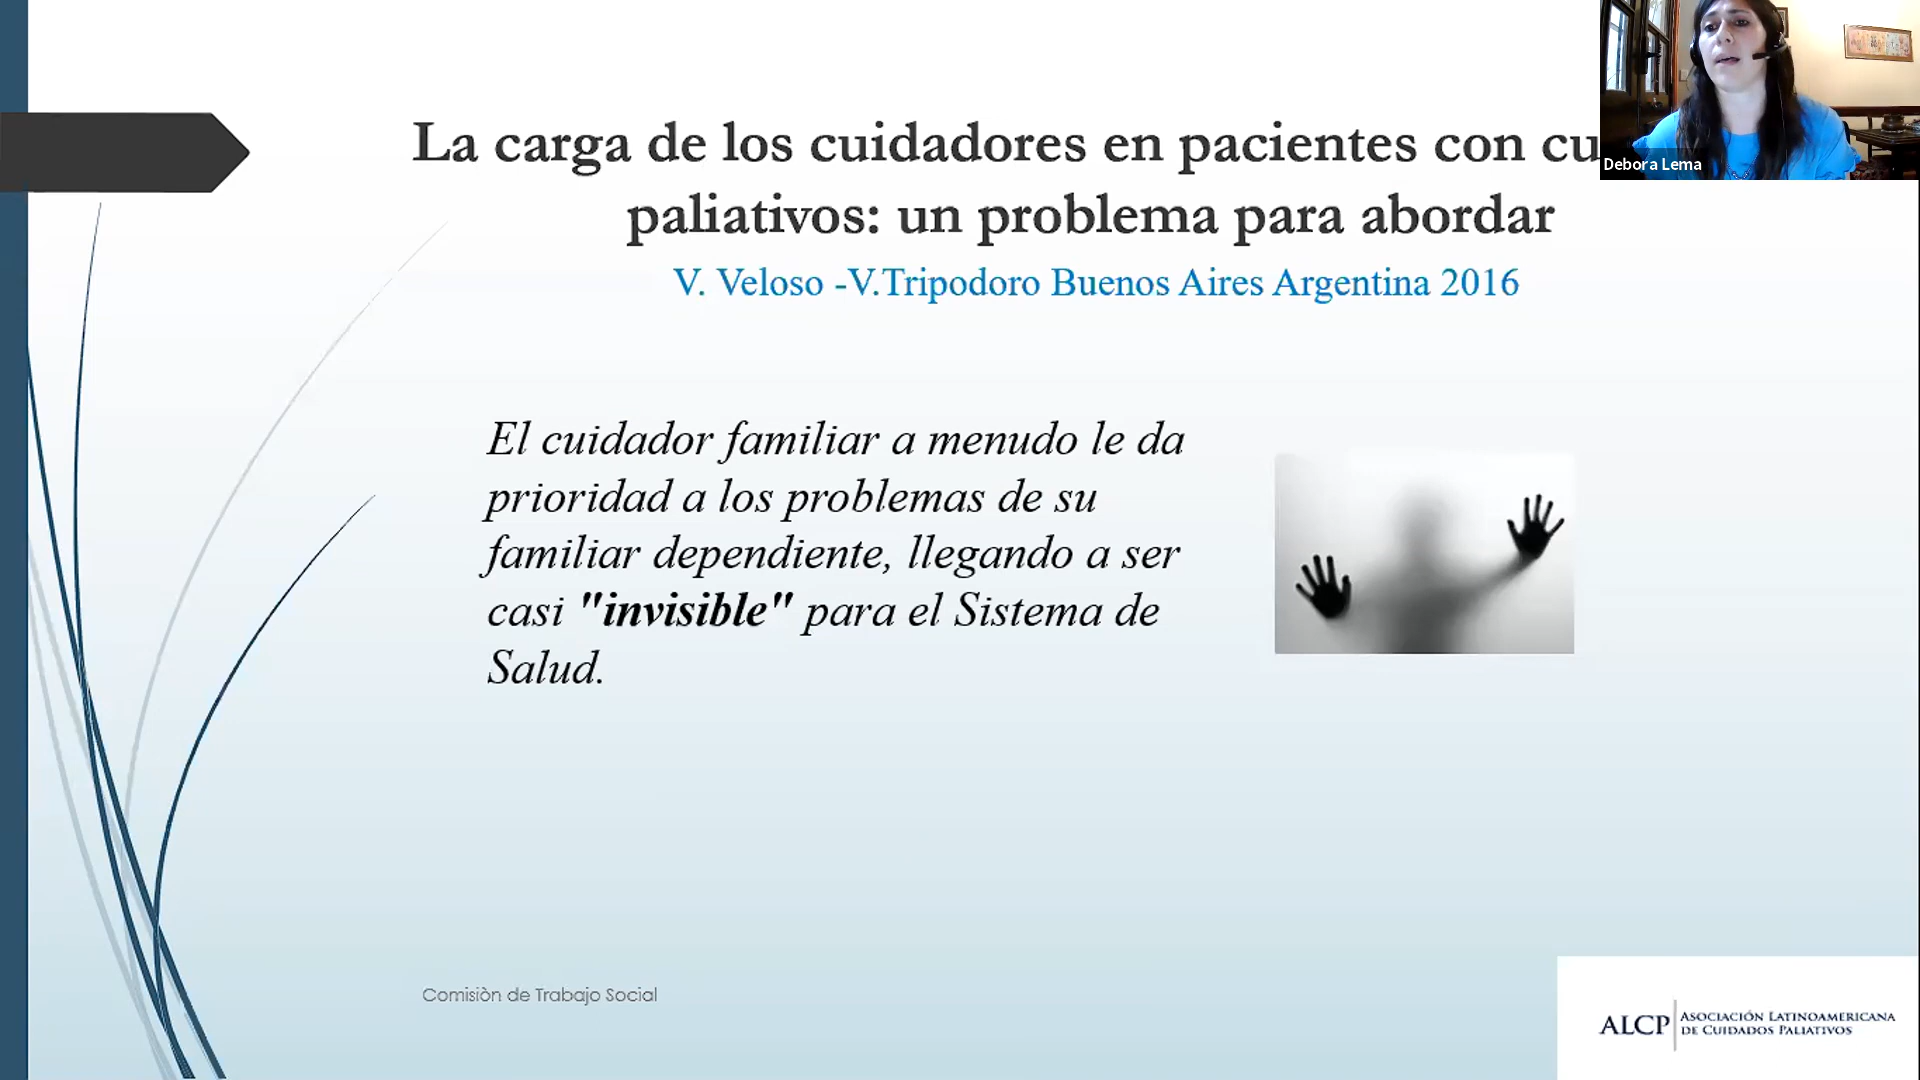 La carga de los cuidadores en pacientes con
paliativos: un problema para abordar
V. Veloso -V.Tripodoro Buenos Aires Argentina 2016
Debora Lema
El cuidador familiar a menudo le da
prioridad a los problemas de su
familiar dependiente, llegando a ser
casi "invisible" para el Sistema de
Salud.
Comisiòn de Trabajo Social
ALCP
ASOCIACIÓN LATINOAMERICANA
DE CUIDADOS PALIATIVOS